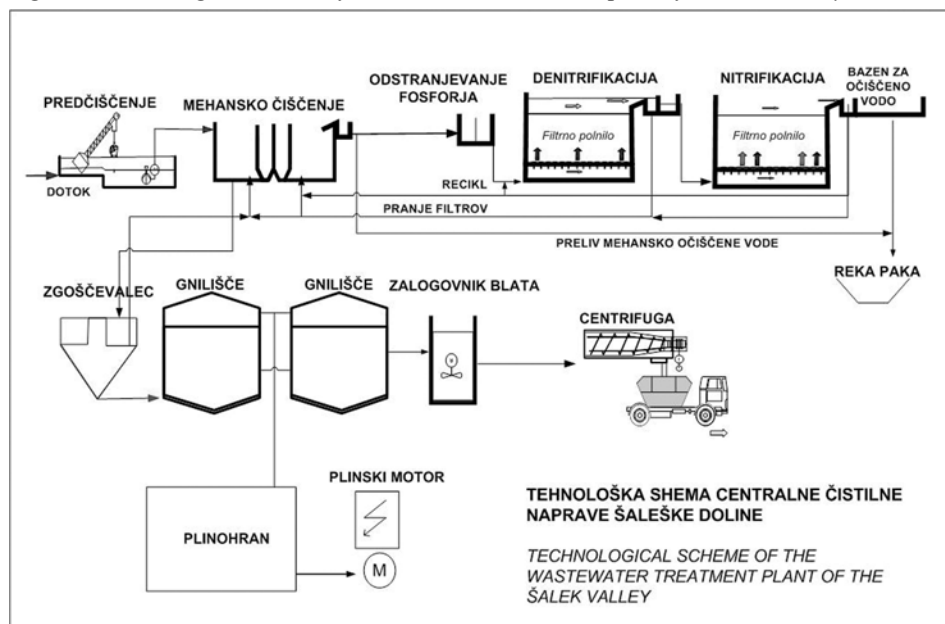 PREDČIŠČENJE
DOTOK
MEHANSKO ČIŠČENJE
ODSTRANJEVANJE
FOSFORJA
DENITRIFIKACIJA
Filtrno polnilo
NITRIFIKACIJA
Filtrno polnilo
BAZEN ZA
OČIŠČENO
VODO
RECIKL
PRANJE FILTROV
PRELIV MEHANSKO OČIŠČENE VODE
REKA PAKA
ZGOŠČEVALEC
GNILIŠČE
GNILIŠČE
ZALOGOVNIK BLATA
CENTRIFUGA
PLINOHRAN
PLINSKI MOTOR
M
TEHNOLOŠKA SHEMA CENTRALNE ČISTILNE
NAPRAVE ŠALEŠKE DOLINE
TECHNOLOGICAL SCHEME OF THE
WASTEWATER TREATMENT PLANT OF THE
ŠALEK VALLEY